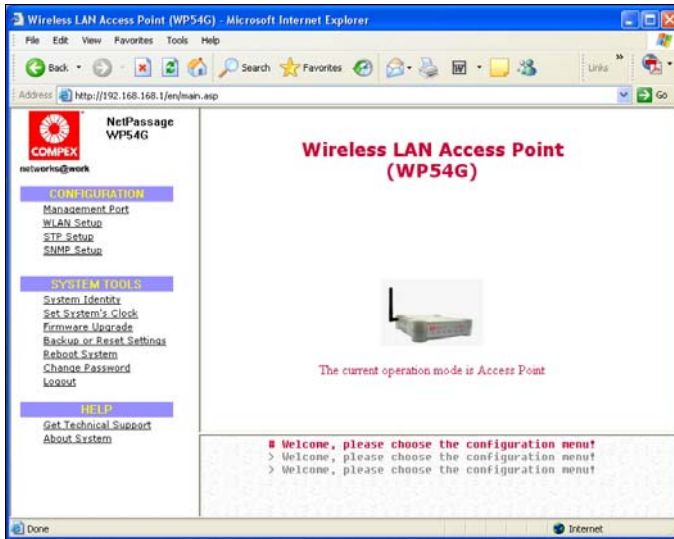 Wireless LAN Access Point (WP54G) - Microsoft Internet Explorer
File Edit View Favorites Tools Help
Back Search Favorites Links
Address http://192.168.168.1/en/main.asp Go
COMPEX
networks@work
NetPassage
WP54G
CONFIGURATION
Management Port
WLAN Setup
STP Setup
SNMP Setup
SYSTEM TOOLS
System Identity
Set System's Clock
Firmware Upgrade
Backup or Reset Settings
Reboot System
Change Password
Logout
HELP
Get Technical Support
About System
Wireless LAN Access Point
(WP54G)
The current operation mode is Access Point
# Welcome, please choose the configuration menu!
> Welcome, please choose the configuration menu!
> Welcome, please choose the configuration menu!
Done Internet